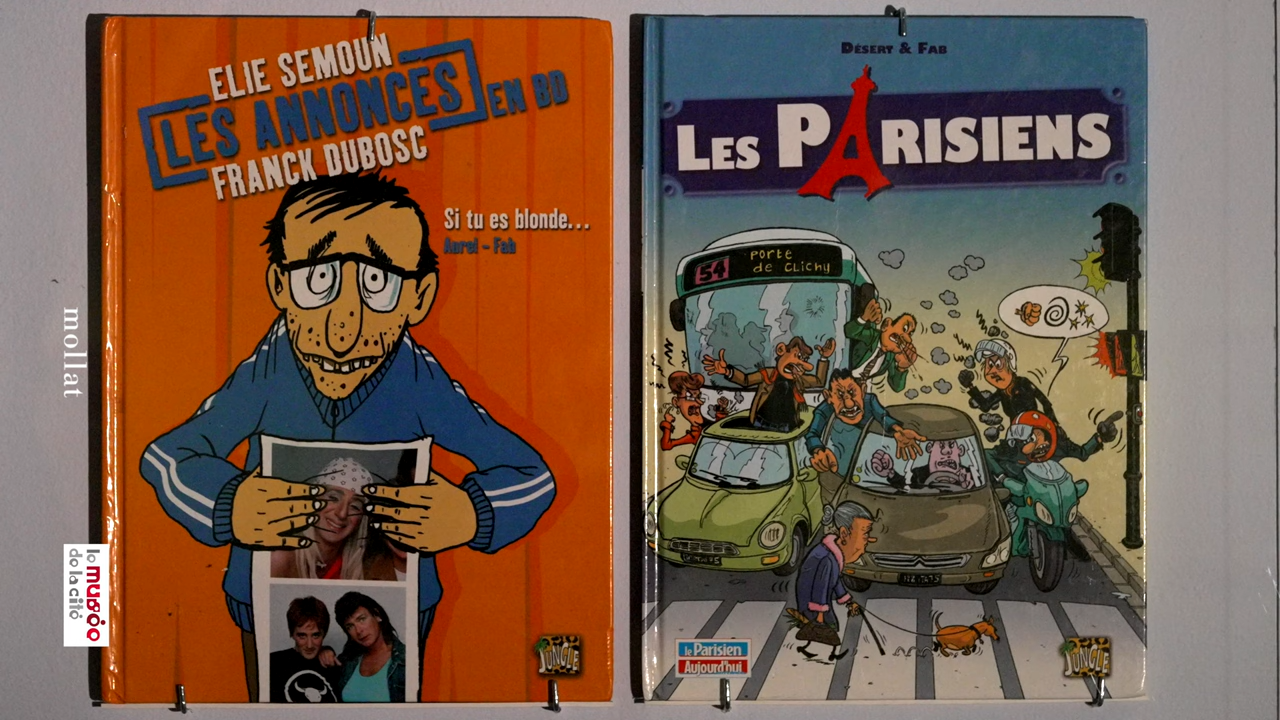 ELIE SEMOUN
LES ANNONCES EN BD
FRANCK DUBOSC
Si tu es blonde...
Aurel - Fab
JUNGLE
mollat
le musée
de la cité
DÉSERT & FAB
LES PARISIENS
54 PORTE
DE CLICHY
le Parisien
Aujourd'hui
JUNGLE